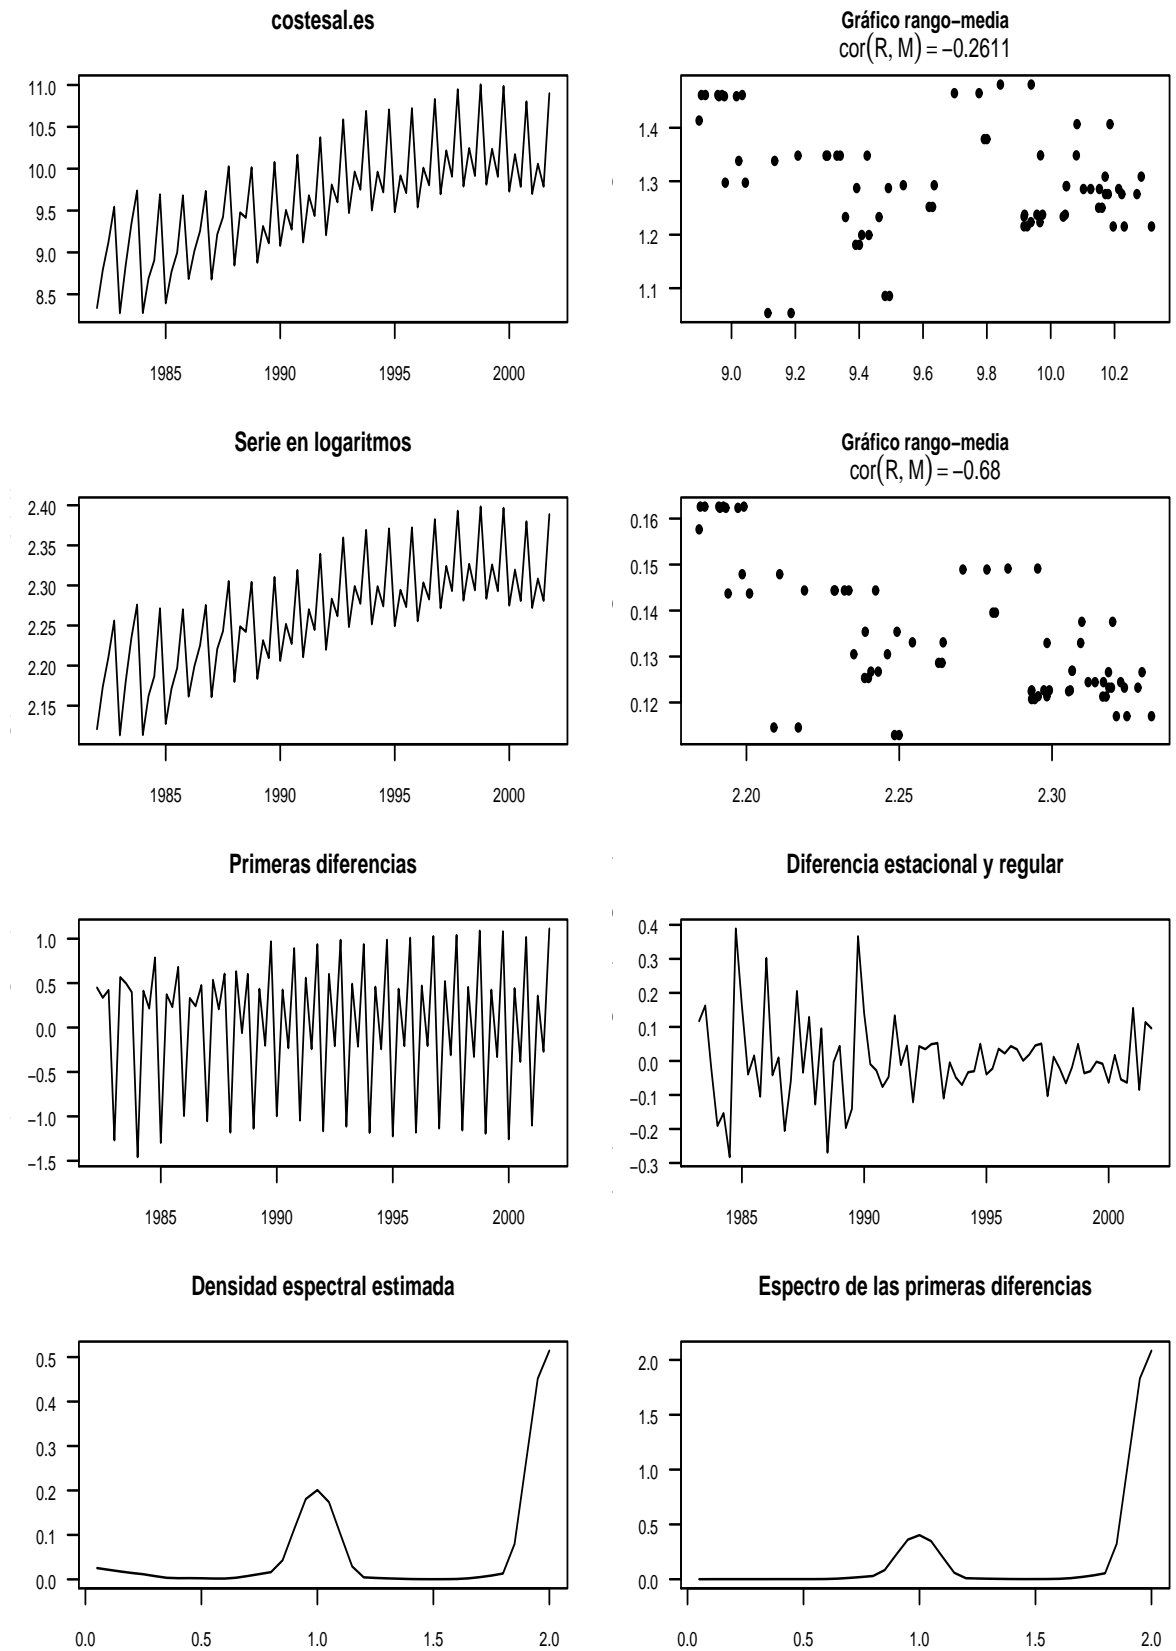 costesal.es
11.0
10.5
10.0
9.5
9.0
8.5
1985 1990 1995 2000
Gráfico rango−media
cor(R, M) = −0.2611
1.4
1.3
1.2
1.1
9.0 9.2 9.4 9.6 9.8 10.0 10.2
Serie en logaritmos
2.40
2.35
2.30
2.25
2.20
2.15
1985 1990 1995 2000
Gráfico rango−media
cor(R, M) = −0.68
0.16
0.15
0.14
0.13
0.12
2.20 2.25 2.30
Primeras diferencias
1.0
0.5
0.0
−0.5
−1.0
−1.5
1985 1990 1995 2000
Diferencia estacional y regular
0.4
0.3
0.2
0.1
0.0
−0.1
−0.2
−0.3
1985 1990 1995 2000
Densidad espectral estimada
0.5
0.4
0.3
0.2
0.1
0.0
0.0 0.5 1.0 1.5 2.0
Espectro de las primeras diferencias
2.0
1.5
1.0
0.5
0.0
0.0 0.5 1.0 1.5 2.0